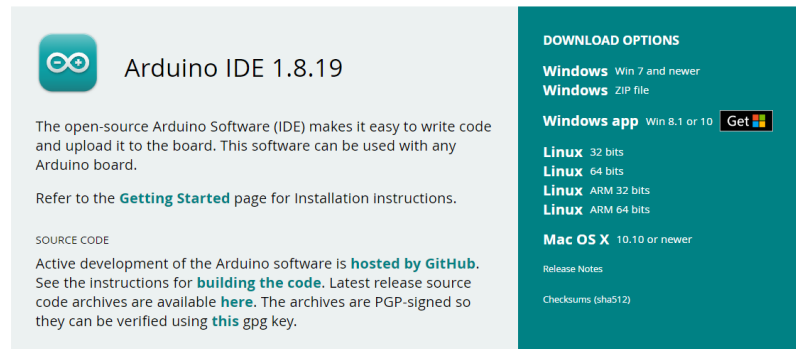 Arduino IDE 1.8.19
The open-source Arduino Software (IDE) makes it easy to write code
and upload it to the board. This software can be used with any
Arduino board.
Refer to the Getting Started page for Installation instructions.
SOURCE CODE
Active development of the Arduino software is hosted by GitHub.
See the instructions for building the code. Latest release source
code archives are available here. The archives are PGP-signed so
they can be verified using this gpg key.
DOWNLOAD OPTIONS
Windows Win 7 and newer
Windows ZIP file
Windows app Win 8.1 or 10 Get
Linux 32 bits
Linux 64 bits
Linux ARM 32 bits
Linux ARM 64 bits
Mac OS X 10.10 or newer
Release Notes
Checksums (sha512)